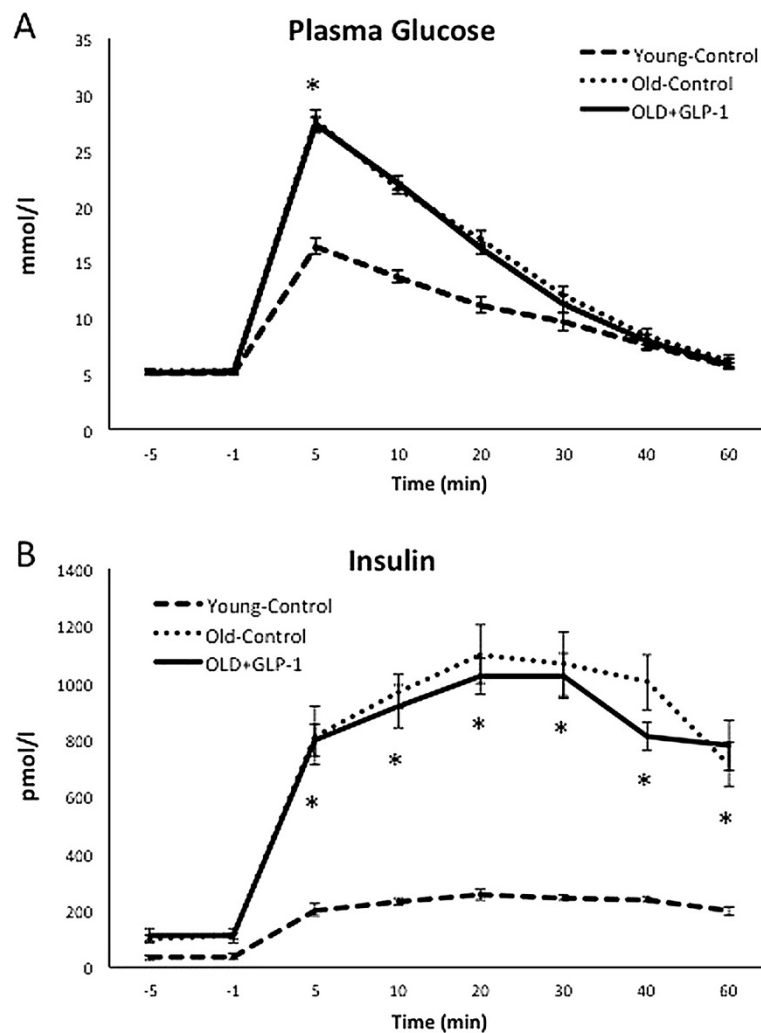 A
Plasma Glucose
40
35
30
25
20
15
10
5
0
mmol/l
Young-Control
Old-Control
OLD+GLP-1
*
-5 -1 5 10 20 30 40 60
Time (min)
B
Insulin
1400
1200
1000
800
600
400
200
0
pmol/l
Young-Control
Old-Control
OLD+GLP-1
* * * * * *
-5 -1 5 10 20 30 40 60
Time (min)